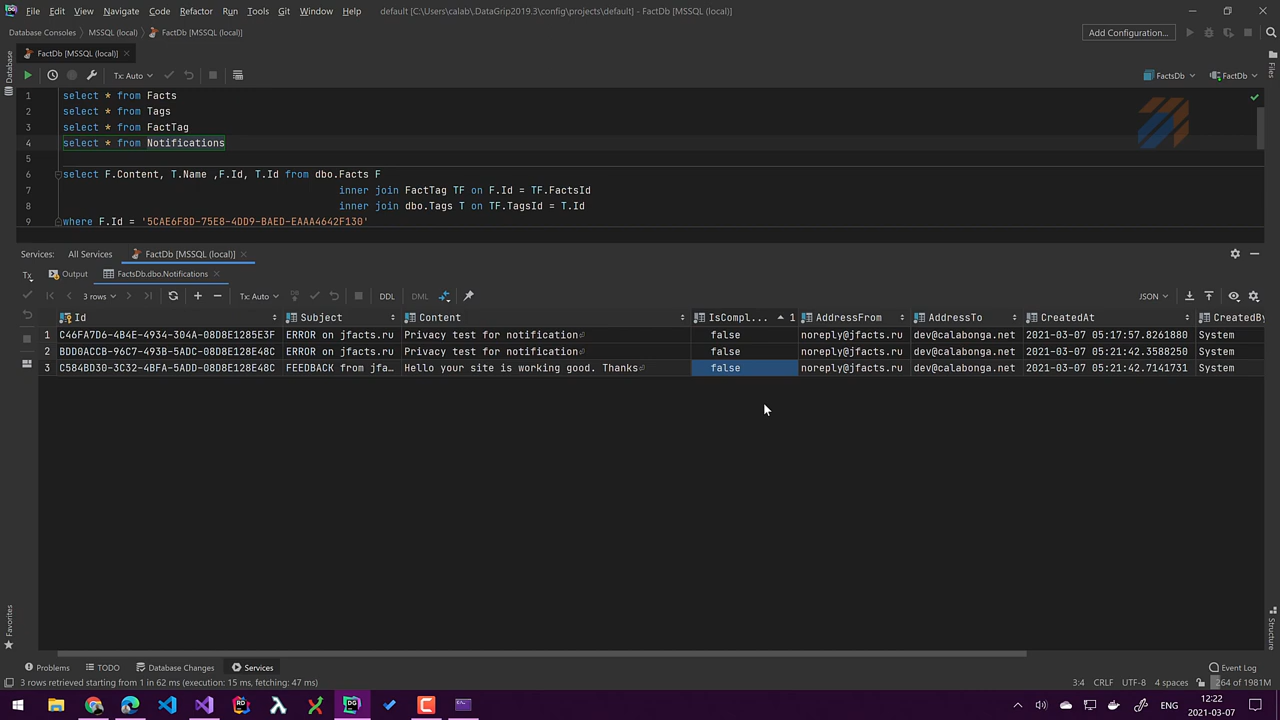 File Edit View Navigate Code Refactor Run Tools Git Window Help default [C:\Users\calab\.DataGrip2019.3\config\projects\default] - FactDb [MSSQL (local)]
Database Consoles MSSQL (local) FactDb [MSSQL (local)] Add Configuration...
FactDb [MSSQL (local)]
Database
Files
Tx: Auto FactsDb FactDb
1 select * from Facts
2 select * from Tags
3 select * from FactTag
4 select * from Notifications
5
6 select F.Content, T.Name ,F.Id, T.Id from dbo.Facts F
7 inner join FactTag TF on F.Id = TF.FactsId
8 inner join dbo.Tags T on TF.TagsId = T.Id
9 where F.Id = '5CAE6F8D-75E8-4DD9-BAED-EAAA4642F130'
Services: All Services FactDb [MSSQL (local)]
Tx Output FactsDb.dbo.Notifications
3 rows Tx: Auto DB DDL DML JSON
Id Subject Content IsCompl... 1 AddressFrom AddressTo CreatedAt CreatedBy
1 C46FA7D6-4B4E-4934-304A-08D8E1285E3F ERROR on jfacts.ru Privacy test for notification false noreply@jfacts.ru dev@calabonga.net 2021-03-07 05:17:57.8261880 System
2 BDD0ACCB-96C7-493B-5ADC-08D8E128E48C ERROR on jfacts.ru Privacy test for notification false noreply@jfacts.ru dev@calabonga.net 2021-03-07 05:21:42.3588250 System
3 C584BD30-3C32-4BFA-5ADD-08D8E128E48C FEEDBACK from jfa... Hello your site is working good. Thanks false noreply@jfacts.ru dev@calabonga.net 2021-03-07 05:21:42.7141731 System
Favorites
Structure
Problems TODO Database Changes Services Event Log
3 rows retrieved starting from 1 in 62 ms (execution: 15 ms, fetching: 47 ms) 3:4 CRLF UTF-8 4 spaces 264 of 1981M
RD DG ENG 12:22
2021-03-07